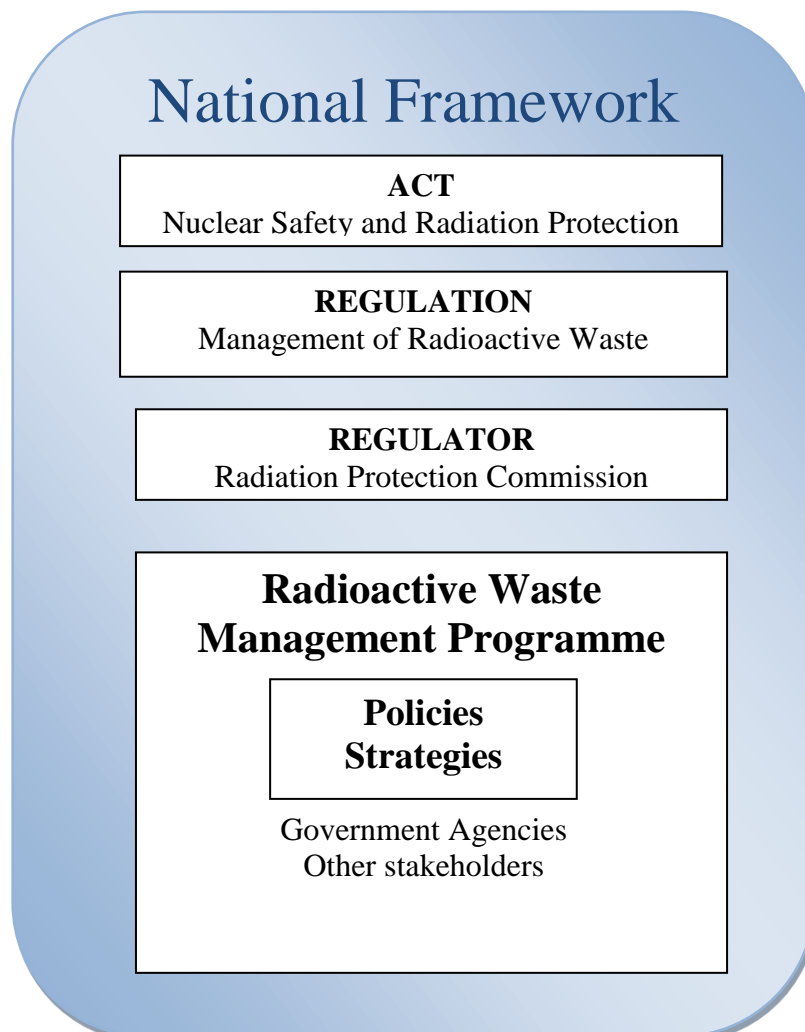 National Framework
ACT
Nuclear Safety and Radiation Protection
REGULATION
Management of Radioactive Waste
REGULATOR
Radiation Protection Commission
Radioactive Waste
Management Programme
Policies
Strategies
Government Agencies
Other stakeholders